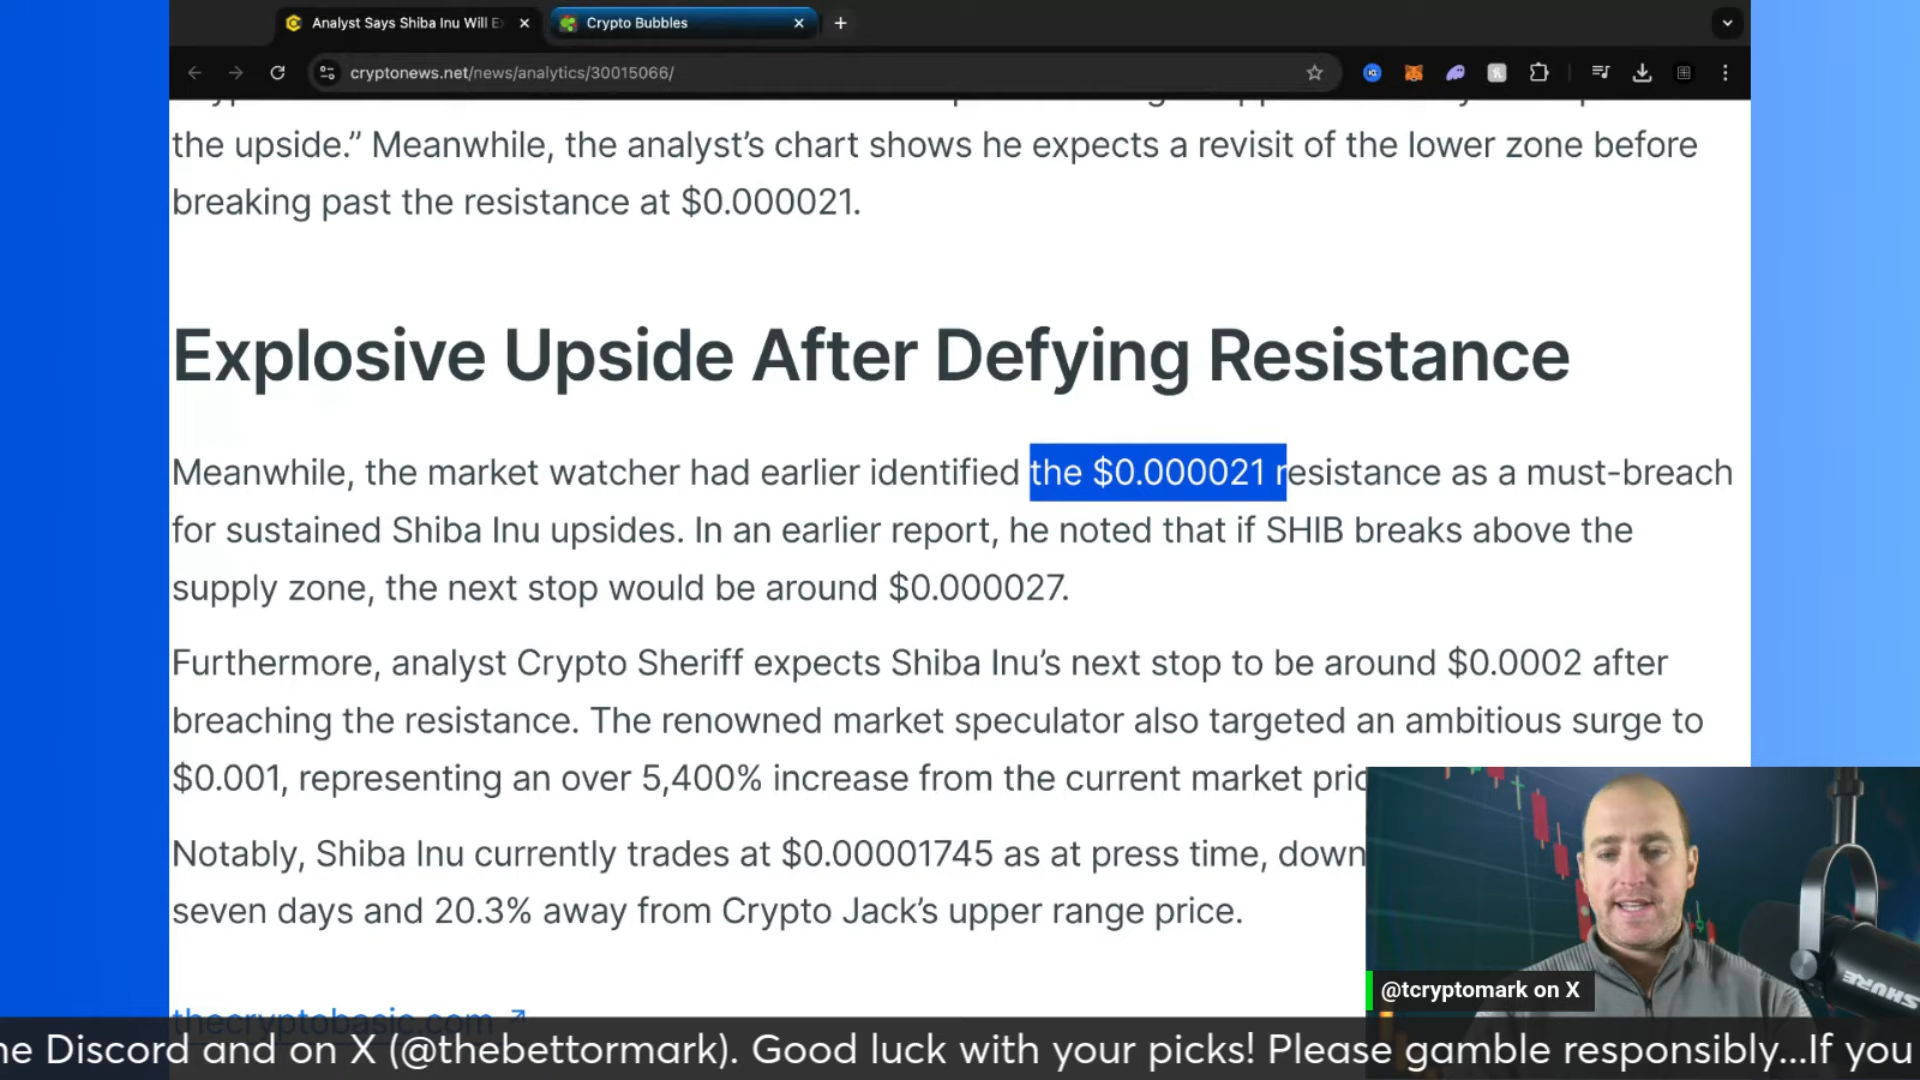 Analyst Says Shiba Inu Will E
Crypto Bubbles
cryptonews.net/news/analytics/30015066/
the upside.” Meanwhile, the analyst’s chart shows he expects a revisit of the lower zone before
breaking past the resistance at $0.000021.
Explosive Upside After Defying Resistance
Meanwhile, the market watcher had earlier identified the $0.000021 resistance as a must-breach
for sustained Shiba Inu upsides. In an earlier report, he noted that if SHIB breaks above the
supply zone, the next stop would be around $0.000027.
Furthermore, analyst Crypto Sheriff expects Shiba Inu’s next stop to be around $0.0002 after
breaching the resistance. The renowned market speculator also targeted an ambitious surge to
$0.001, representing an over 5,400% increase from the current market pric
Notably, Shiba Inu currently trades at $0.00001745 as at press time, down
seven days and 20.3% away from Crypto Jack’s upper range price.
thecryptobasic.com
@tcryptomark on X
SHURE
he Discord and on X (@thebettormark). Good luck with your picks! Please gamble responsibly...If you